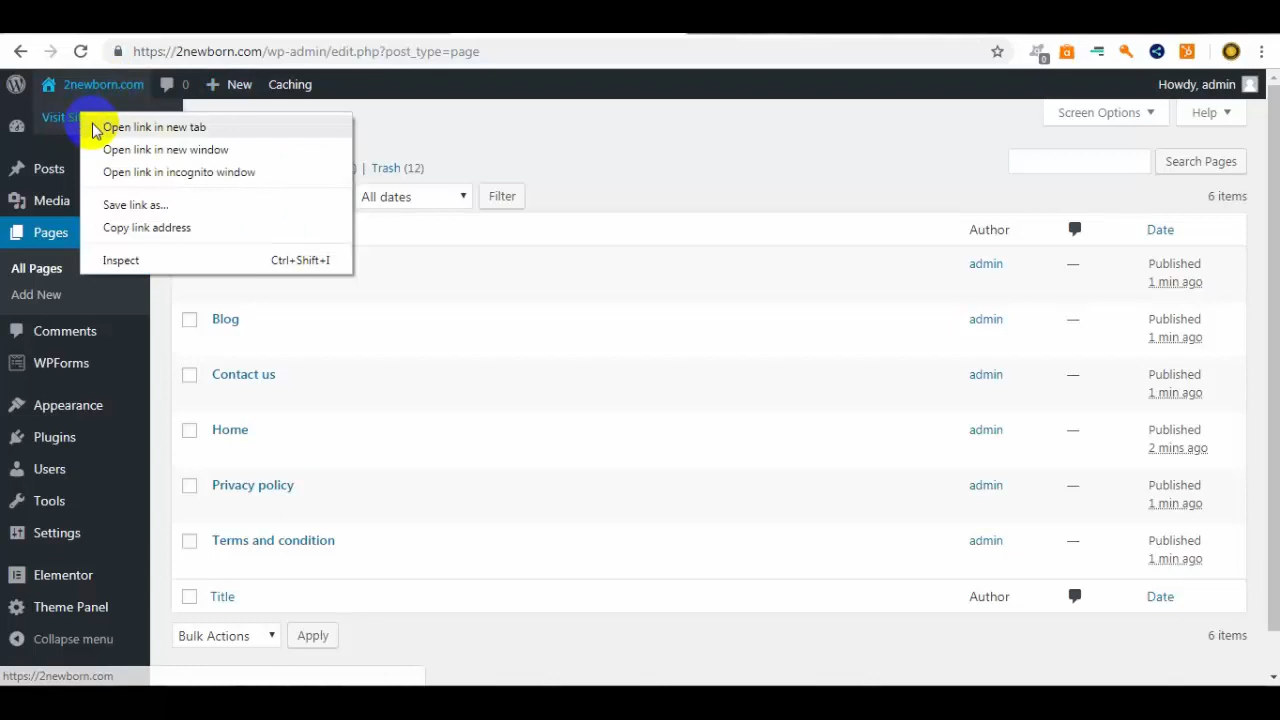 https://2newborn.com/wp-admin/edit.php?post_type=page
0
2newborn.com 0 New Caching Howdy, admin
Visit Screen Options Help
Open link in new tab
Open link in new window
Open link in incognito window
Save link as...
Copy link address
Inspect Ctrl+Shift+I
Posts
Media
Pages
All Pages
Add New
Comments
WPForms
Appearance
Plugins
Users
Tools
Settings
Elementor
Theme Panel
Collapse menu
| Trash (12)
Search Pages
All dates Filter 6 items
Author Date
admin — Published
1 min ago
Blog admin — Published
1 min ago
Contact us admin — Published
1 min ago
Home admin — Published
2 mins ago
Privacy policy admin — Published
1 min ago
Terms and condition admin — Published
1 min ago
Title Author Date
Bulk Actions Apply 6 items
https://2newborn.com